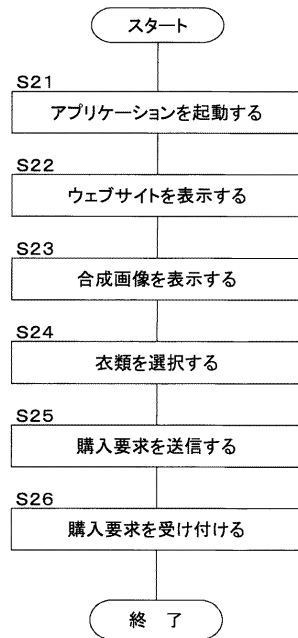 スタート
S21
アプリケーションを起動する
S22
ウェブサイトを表示する
S23
合成画像を表示する
S24
衣類を選択する
S25
購入要求を送信する
S26
購入要求を受け付ける
終 了